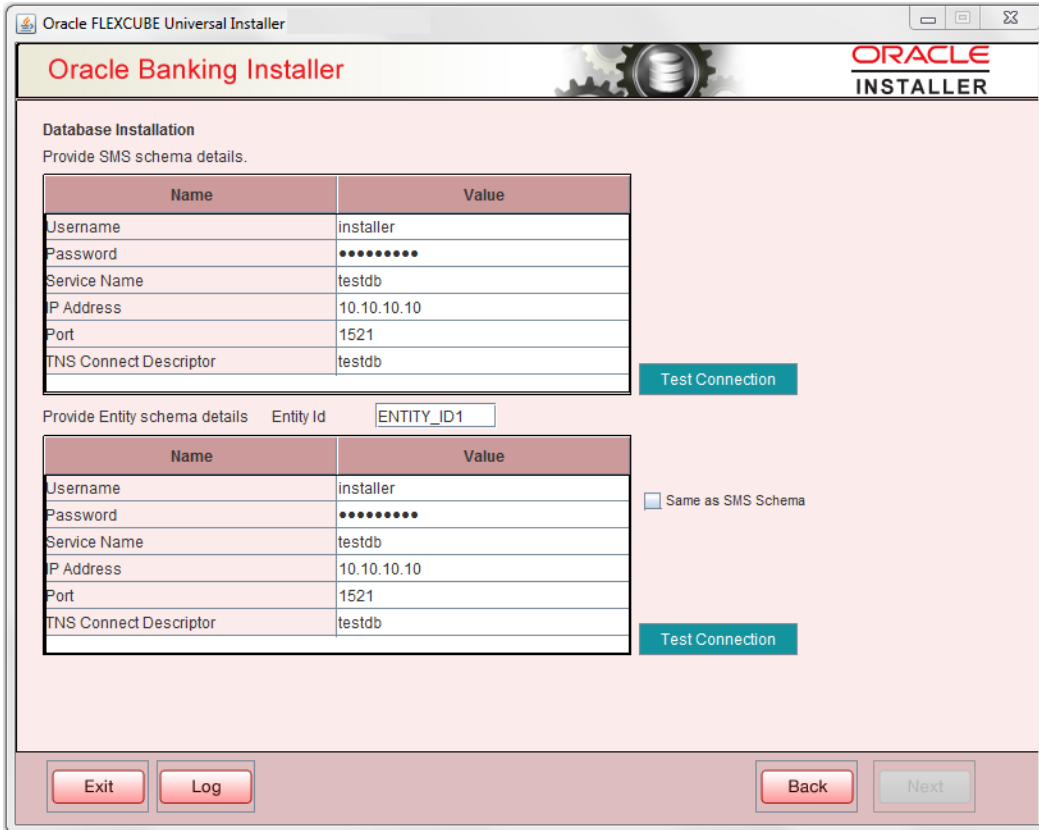 Oracle FLEXCUBE Universal Installer
Oracle Banking Installer
ORACLE
INSTALLER
Database Installation
Provide SMS schema details.
Name Value
Username installer
Password •••••••••
Service Name testdb
IP Address 10.10.10.10
Port 1521
TNS Connect Descriptor testdb
Test Connection
Provide Entity schema details Entity Id ENTITY_ID1
Name Value
Username installer
Password •••••••••
Same as SMS Schema
Service Name testdb
IP Address 10.10.10.10
Port 1521
TNS Connect Descriptor testdb
Test Connection
Exit Log Back Next